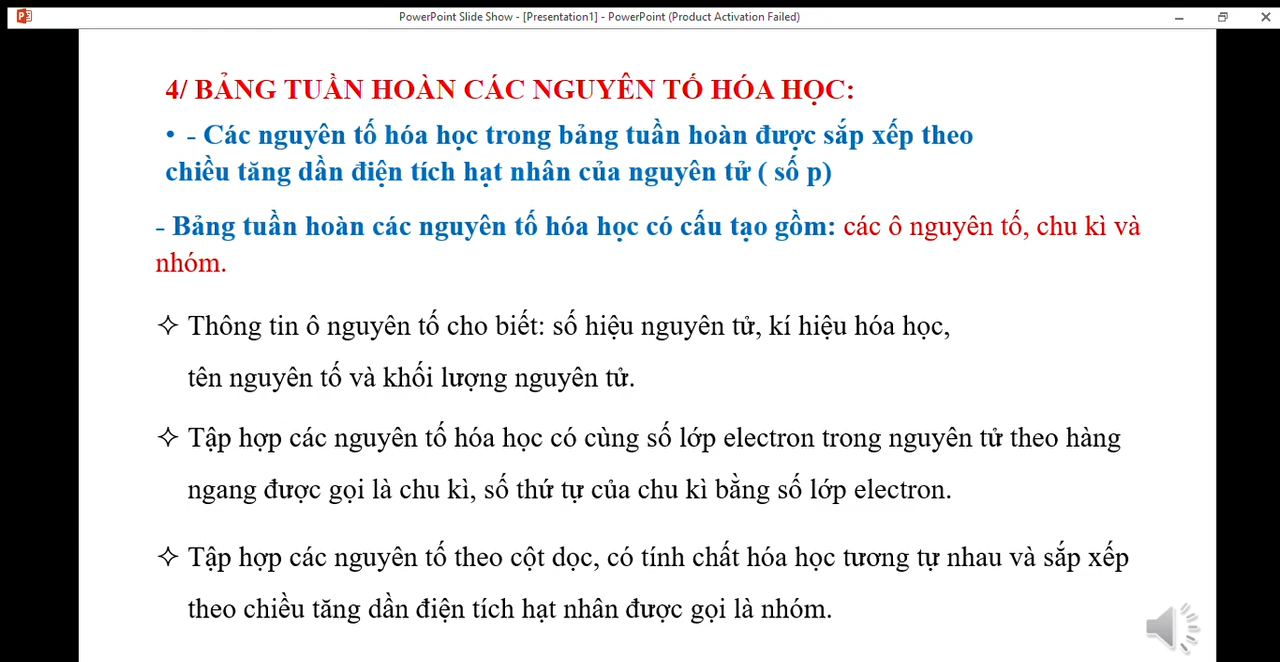 PowerPoint Slide Show - [Presentation1] - PowerPoint (Product Activation Failed)
4/ BẢNG TUẦN HOÀN CÁC NGUYÊN TỐ HÓA HỌC:
• - Các nguyên tố hóa học trong bảng tuần hoàn được sắp xếp theo
chiều tăng dần điện tích hạt nhân của nguyên tử ( số p)
- Bảng tuần hoàn các nguyên tố hóa học có cấu tạo gồm: các ô nguyên tố, chu kì và
nhóm.
✧ Thông tin ô nguyên tố cho biết: số hiệu nguyên tử, kí hiệu hóa học,
tên nguyên tố và khối lượng nguyên tử.
✧ Tập hợp các nguyên tố hóa học có cùng số lớp electron trong nguyên tử theo hàng
ngang được gọi là chu kì, số thứ tự của chu kì bằng số lớp electron.
✧ Tập hợp các nguyên tố theo cột dọc, có tính chất hóa học tương tự nhau và sắp xếp
theo chiều tăng dần điện tích hạt nhân được gọi là nhóm.